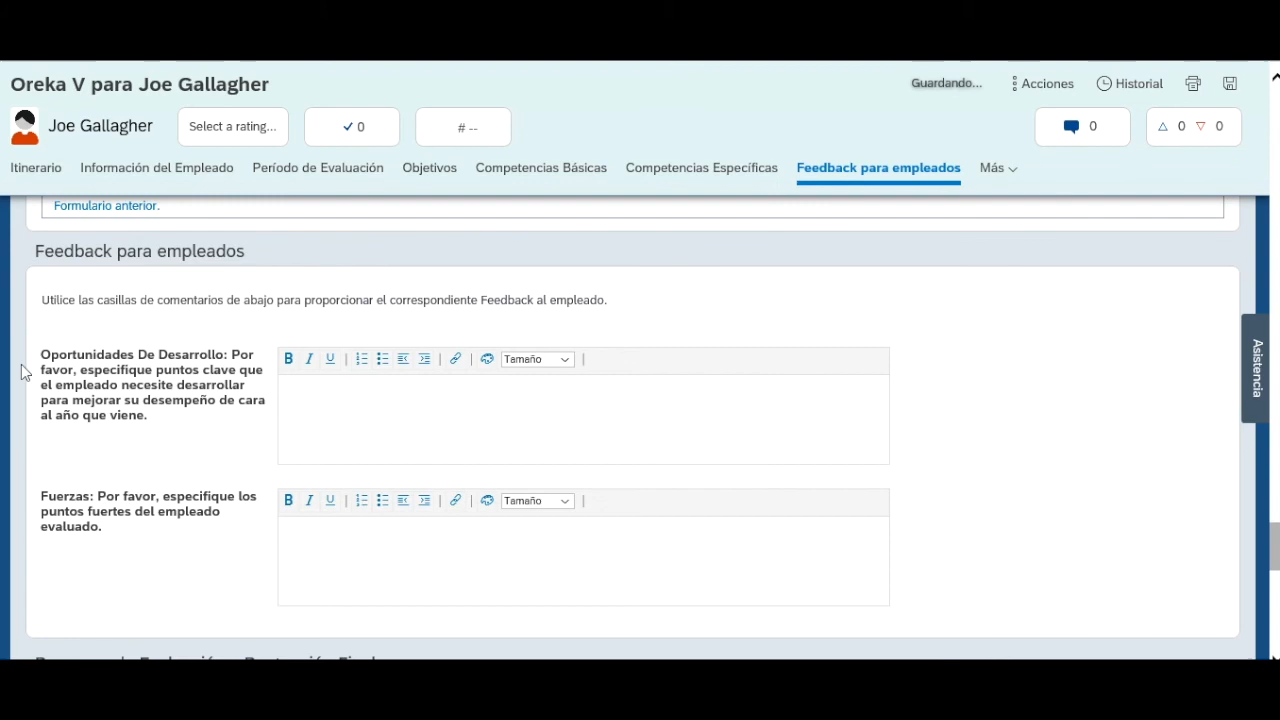 Oreka V para Joe Gallagher
Guardando...
Acciones
Historial
Joe Gallagher
Select a rating...
0
# --
0
0
0
Itinerario
Información del Empleado
Período de Evaluación
Objetivos
Competencias Básicas
Competencias Específicas
Feedback para empleados
Más
Formulario anterior.
Feedback para empleados
Utilice las casillas de comentarios de abajo para proporcionar el correspondiente Feedback al empleado.
Oportunidades De Desarrollo: Por
favor, especifique puntos clave que
el empleado necesite desarrollar
para mejorar su desempeño de cara
al año que viene.
B I U
Tamaño
Fuerzas: Por favor, especifique los
puntos fuertes del empleado
evaluado.
B I U
Tamaño
Asistencia